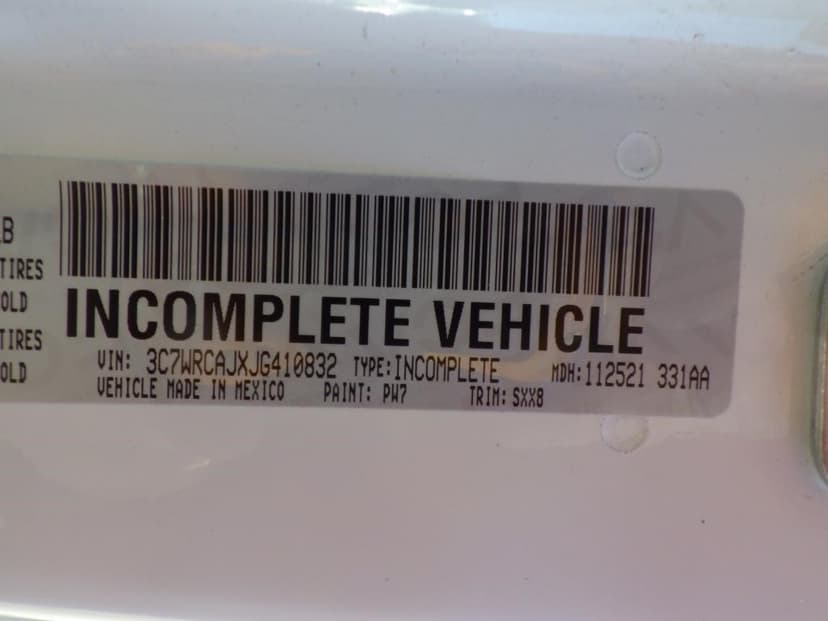 B
TIRES
OLD
TIRES
OLD
INCOMPLETE VEHICLE
VIN: 3C7WRCAJXJG410832 TYPE: INCOMPLETE MDH: 112521 331AA
VEHICLE MADE IN MEXICO PAINT: PW7 TRIM: SXX8